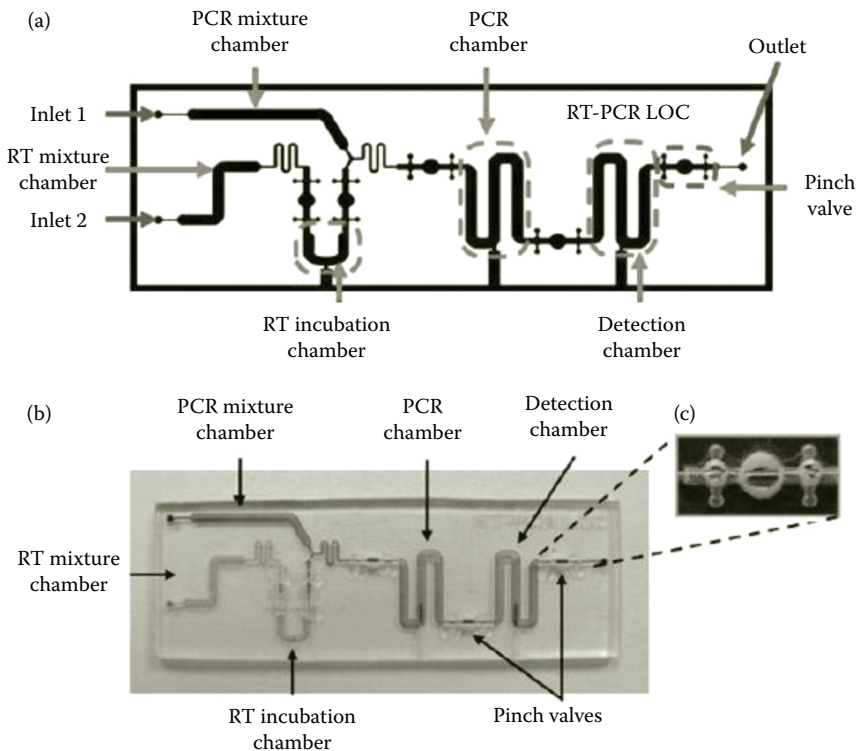 (a)
PCR mixture
chamber
PCR
chamber
Outlet
Inlet 1
RT-PCR LOC
RT mixture
chamber
Pinch
valve
Inlet 2
RT incubation
chamber
Detection
chamber
(b)
PCR mixture
chamber
PCR
chamber
Detection
chamber
(c)
RT mixture
chamber
RT incubation
chamber
Pinch valves